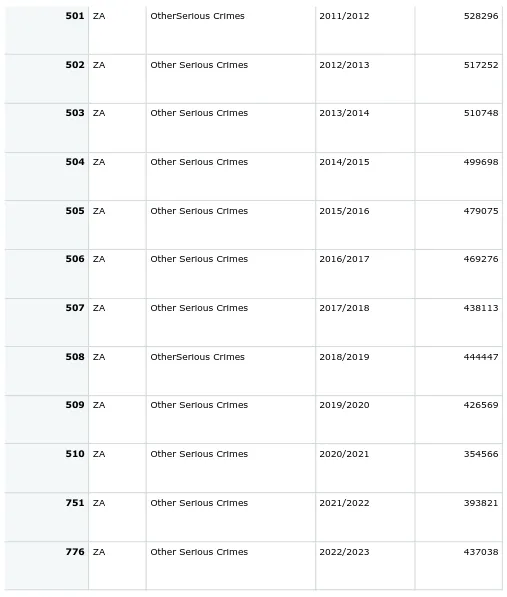 501 ZA OtherSerious Crimes 2011/2012 528296
502 ZA Other Serious Crimes 2012/2013 517252
503 ZA Other Serious Crimes 2013/2014 510748
504 ZA Other Serious Crimes 2014/2015 499698
505 ZA Other Serious Crimes 2015/2016 479075
506 ZA Other Serious Crimes 2016/2017 469276
507 ZA Other Serious Crimes 2017/2018 438113
508 ZA OtherSerious Crimes 2018/2019 444447
509 ZA Other Serious Crimes 2019/2020 426569
510 ZA Other Serious Crimes 2020/2021 354566
751 ZA Other Serious Crimes 2021/2022 393821
776 ZA Other Serious Crimes 2022/2023 437038